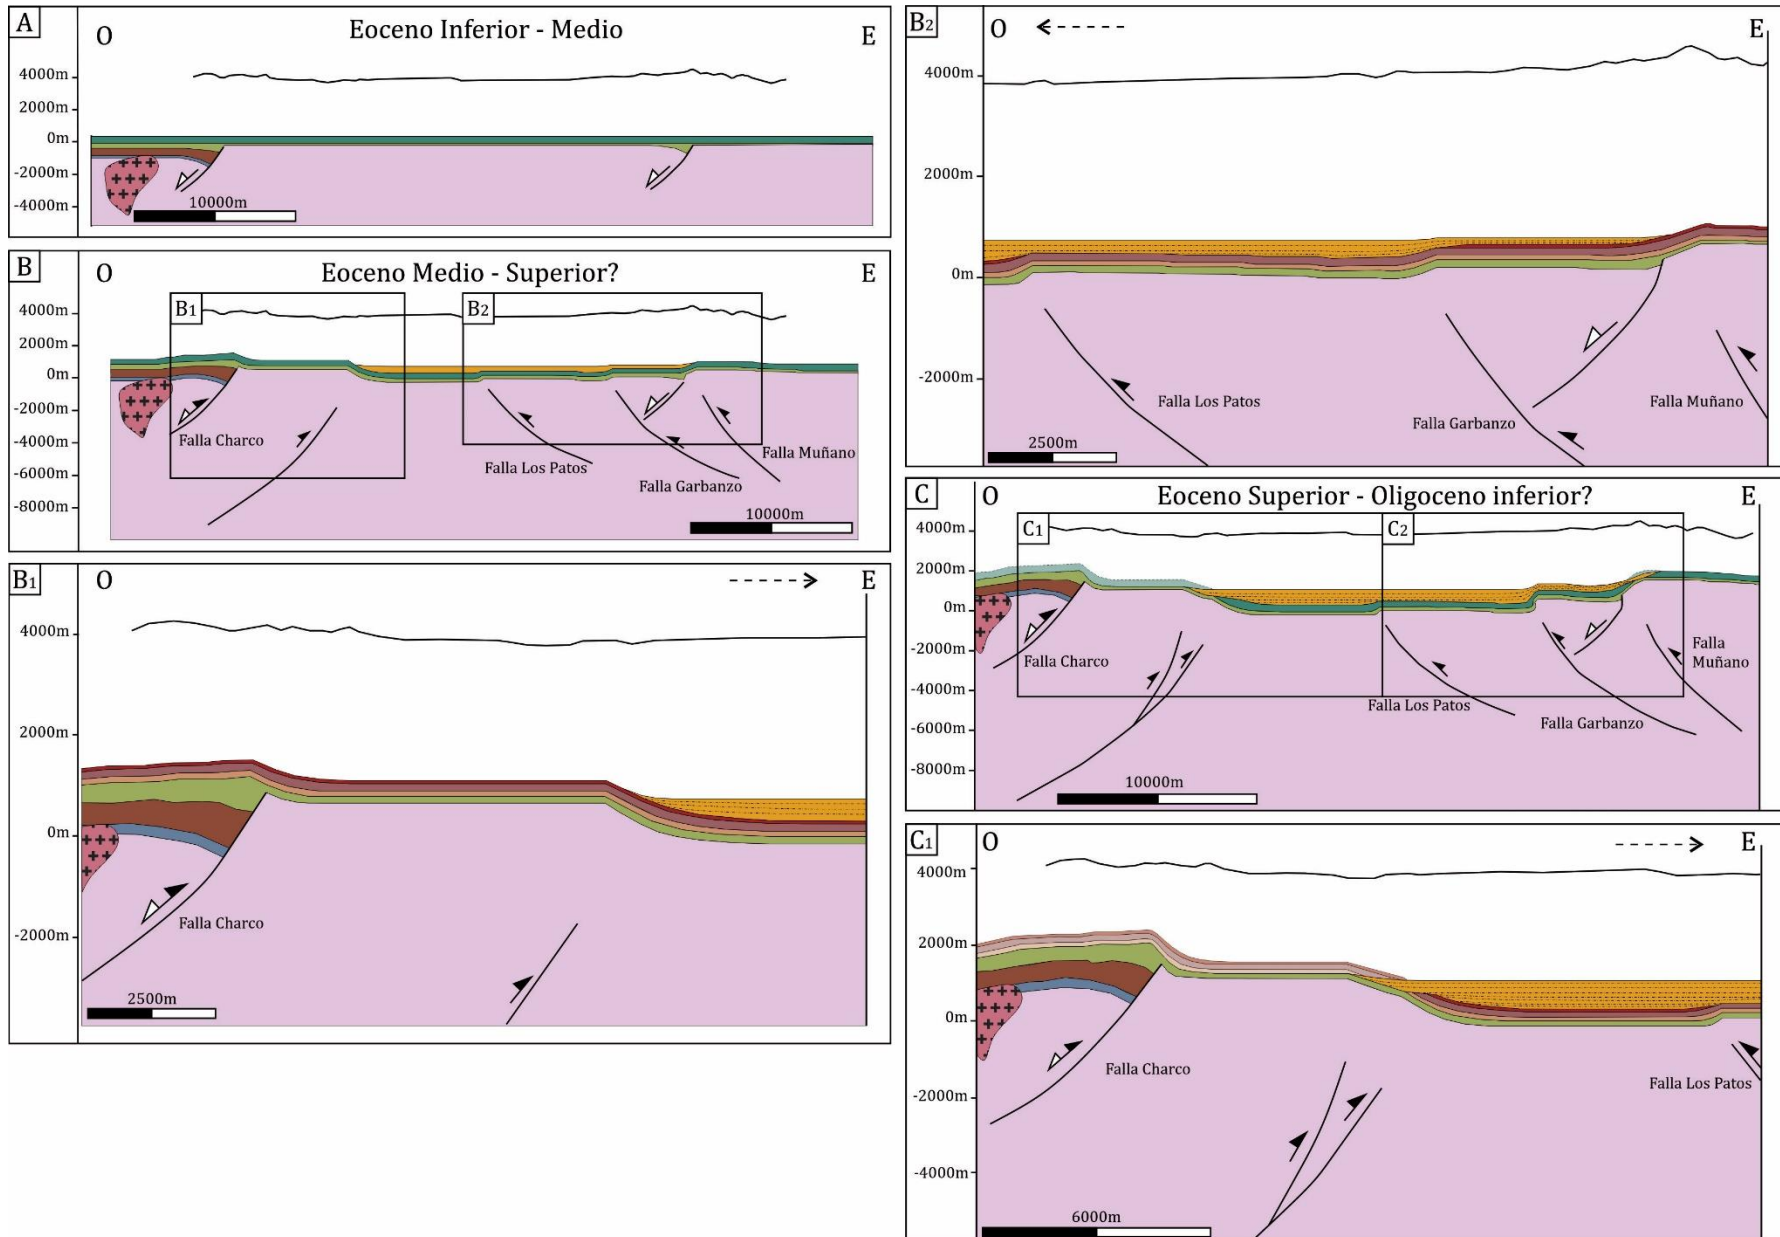 A
O
Eoceno Inferior - Medio
E
4000m
2000m
0m
-2000m
-4000m
10000m
B
O
Eoceno Medio - Superior?
E
B1
B2
4000m
2000m
0m
-2000m
-4000m
-6000m
-8000m
Falla Charco
Falla Los Patos
Falla Garbanzo
Falla Muñano
10000m
B1
O
E
4000m
2000m
0m
-2000m
Falla Charco
2500m
B2
O
E
4000m
2000m
0m
-2000m
Falla Los Patos
Falla Garbanzo
Falla Muñano
2500m
C
O
Eoceno Superior - Oligoceno inferior?
E
C1
C2
4000m
2000m
0m
-2000m
-4000m
-6000m
-8000m
Falla Charco
Falla Los Patos
Falla Garbanzo
Falla
Muñano
10000m
C1
O
E
4000m
2000m
0m
-2000m
-4000m
Falla Charco
Falla Los Patos
6000m